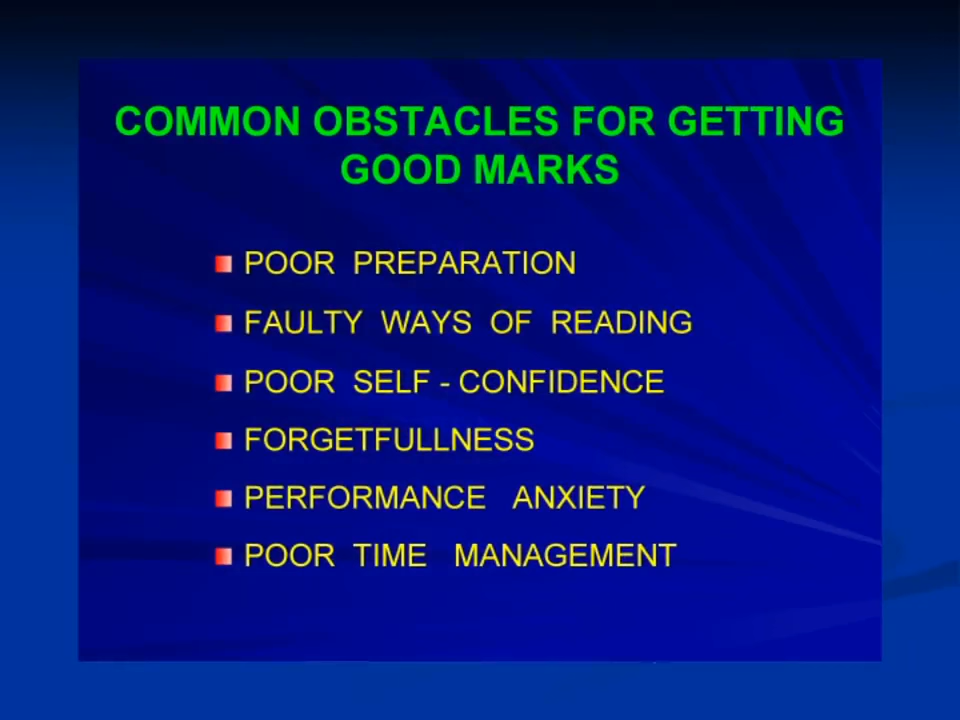 COMMON OBSTACLES FOR GETTING
GOOD MARKS
POOR PREPARATION
FAULTY WAYS OF READING
POOR SELF - CONFIDENCE
FORGETFULLNESS
PERFORMANCE ANXIETY
POOR TIME MANAGEMENT